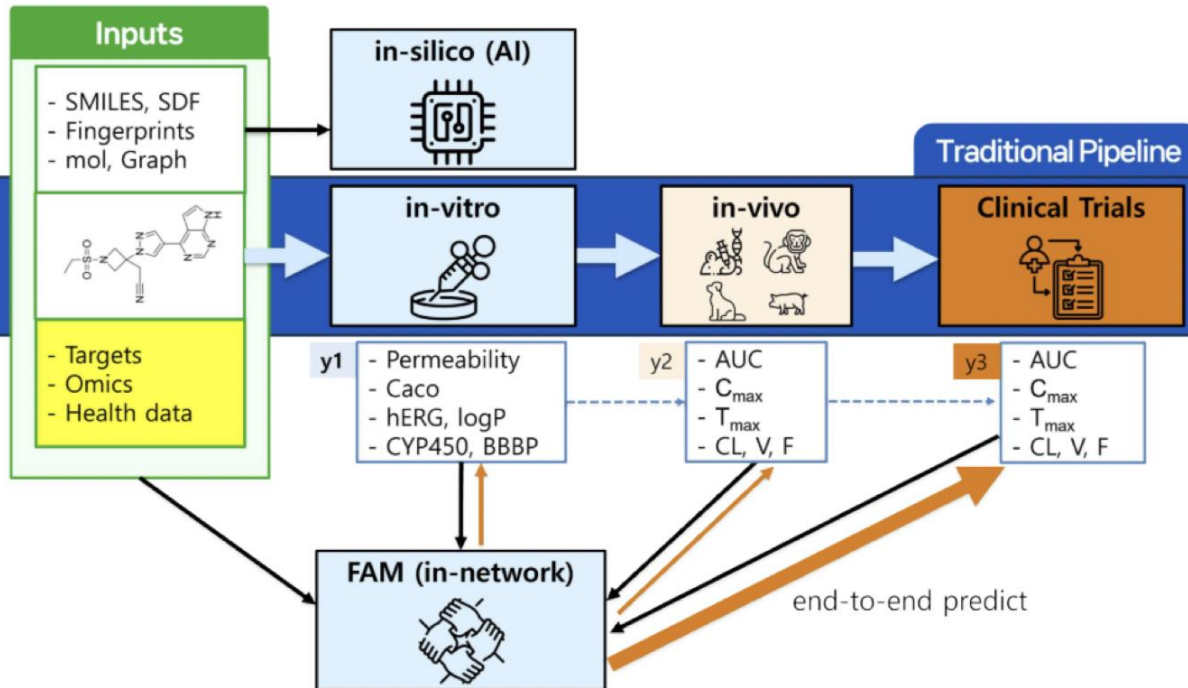 Inputs
- SMILES, SDF
- Fingerprints
- mol, Graph
N
N
H
N
N
N
N
S
O
O
N
- Targets
- Omics
- Health data
in-silico (AI)
Traditional Pipeline
in-vitro
in-vivo
Clinical Trials
y1
- Permeability
- Caco
- hERG, logP
- CYP450, BBBP
y2
- AUC
- Cmax
- Tmax
- CL, V, F
y3
- AUC
- Cmax
- Tmax
- CL, V, F
FAM (in-network)
end-to-end predict